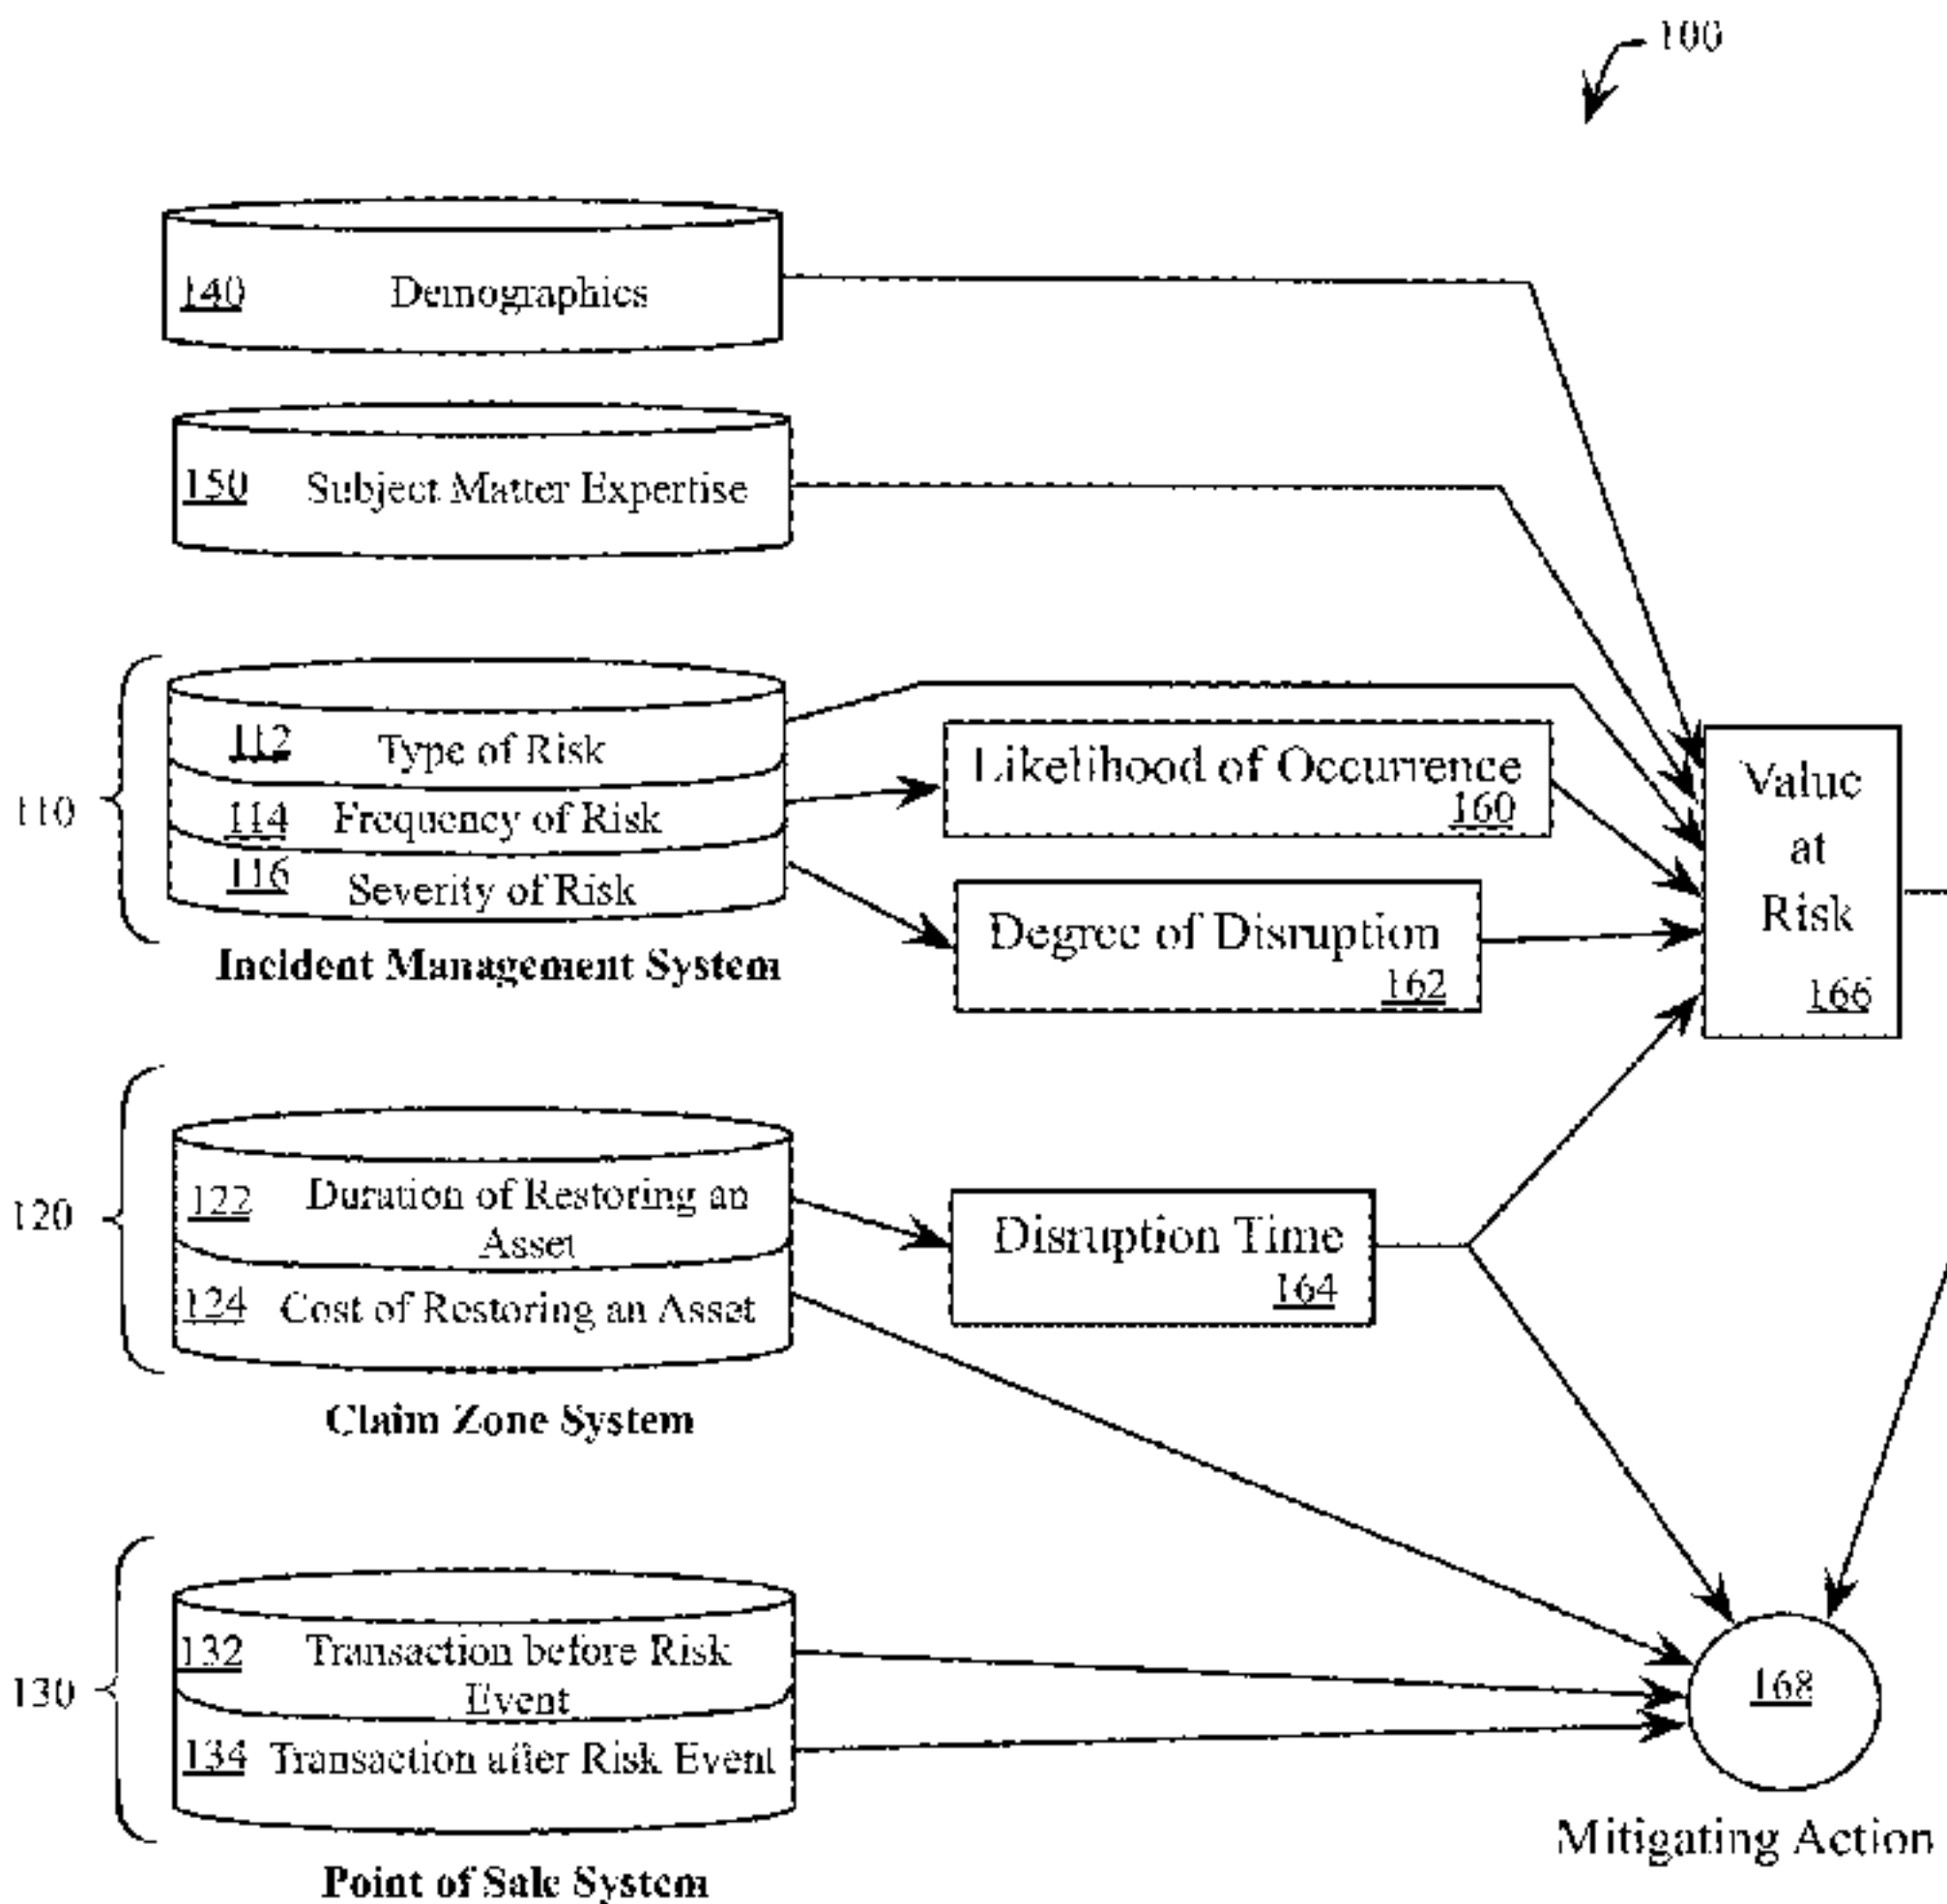 100
140 Demographics
150 Subject Matter Expertise
110
112 Type of Risk
114 Frequency of Risk
116 Severity of Risk
Incident Management System
Likelihood of Occurrence
160
Degree of Disruption
162
Value
at
Risk
166
120
122 Duration of Restoring an
Asset
124 Cost of Restoring an Asset
Claim Zone System
Disruption Time
164
130
132 Transaction before Risk
Event
134 Transaction after Risk Event
Point of Sale System
168
Mitigating Action